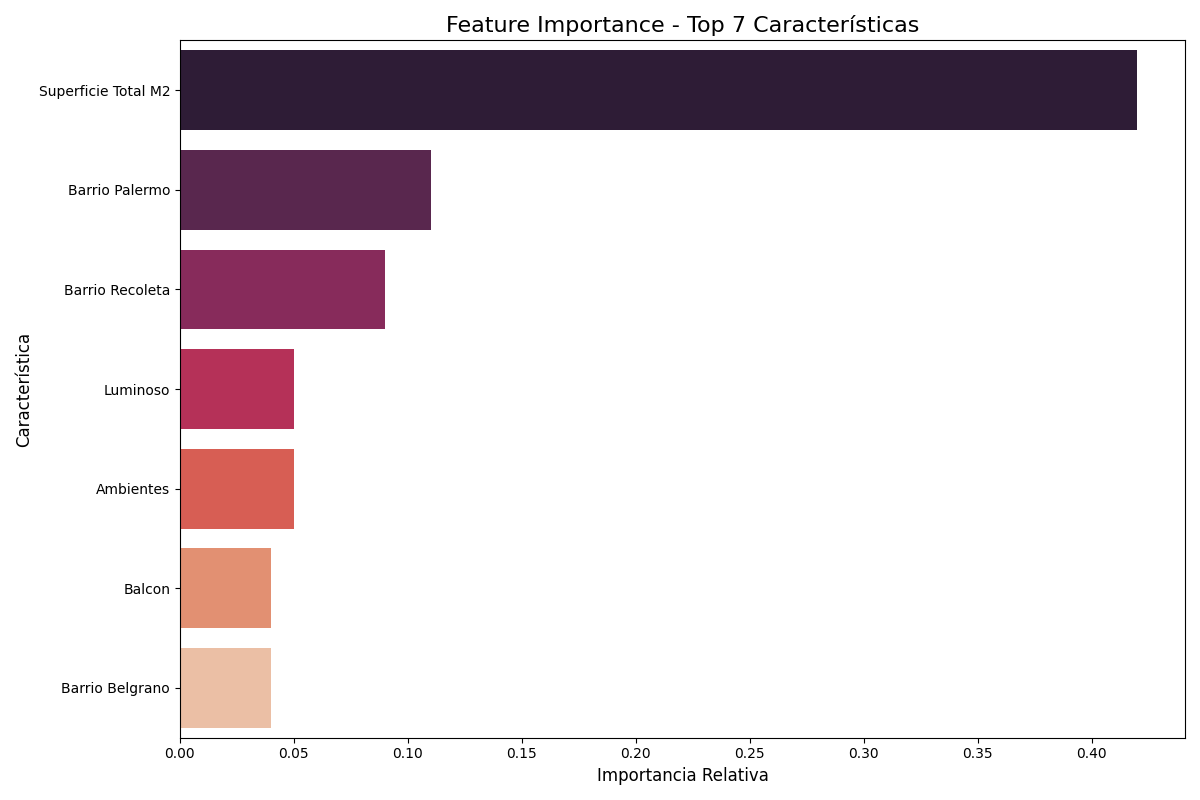 Feature Importance - Top 7 Características
Característica
Superficie Total M2
Barrio Palermo
Barrio Recoleta
Luminoso
Ambientes
Balcon
Barrio Belgrano
0.00 0.05 0.10 0.15 0.20 0.25 0.30 0.35 0.40
Importancia Relativa